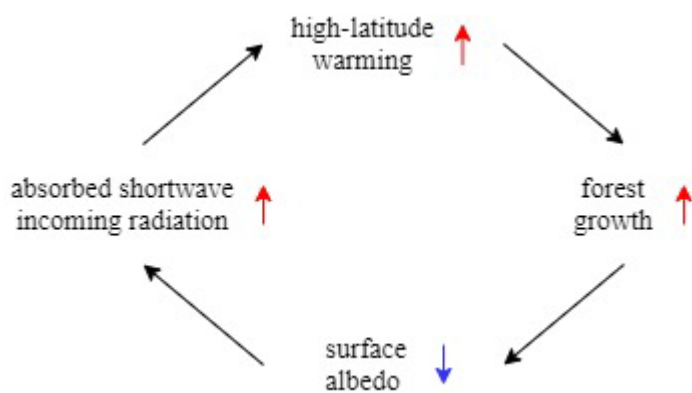 high-latitude
warming
absorbed shortwave
incoming radiation
forest
growth
surface
albedo